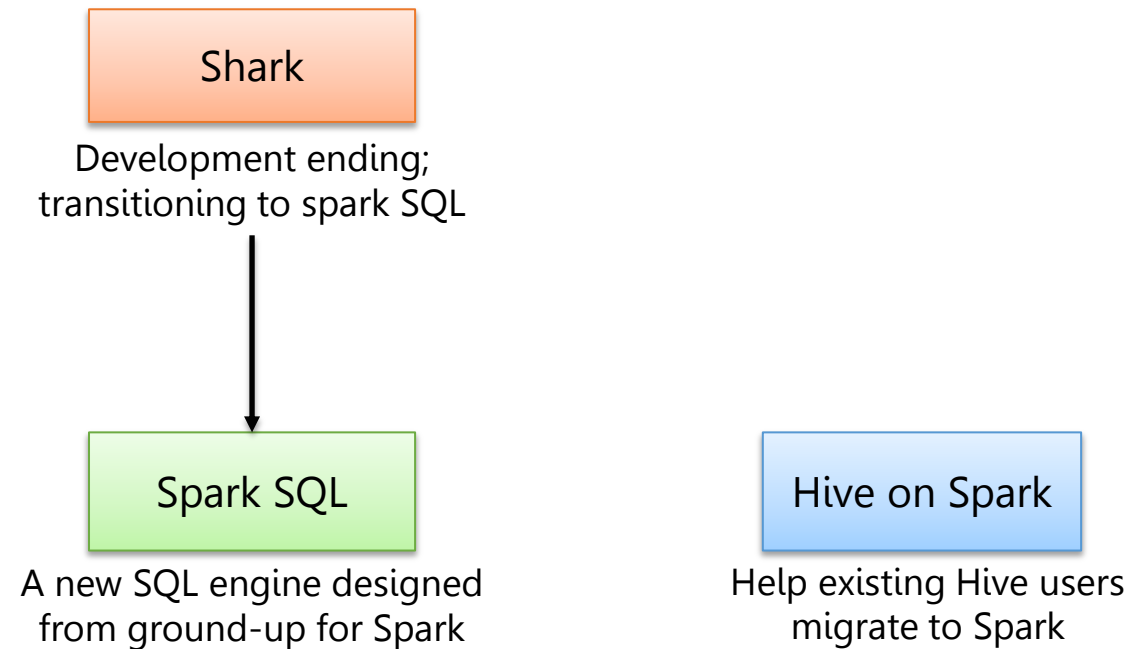 Shark
Development ending;
transitioning to spark SQL
Spark SQL
A new SQL engine designed
from ground-up for Spark
Hive on Spark
Help existing Hive users
migrate to Spark